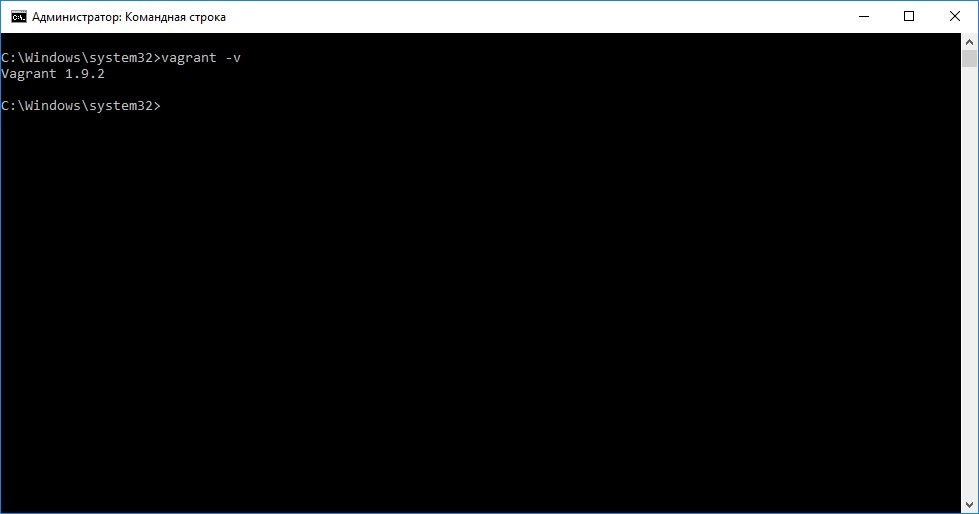 Администратор: Командная строка
C:\Windows\system32>vagrant -v
Vagrant 1.9.2
C:\Windows\system32>